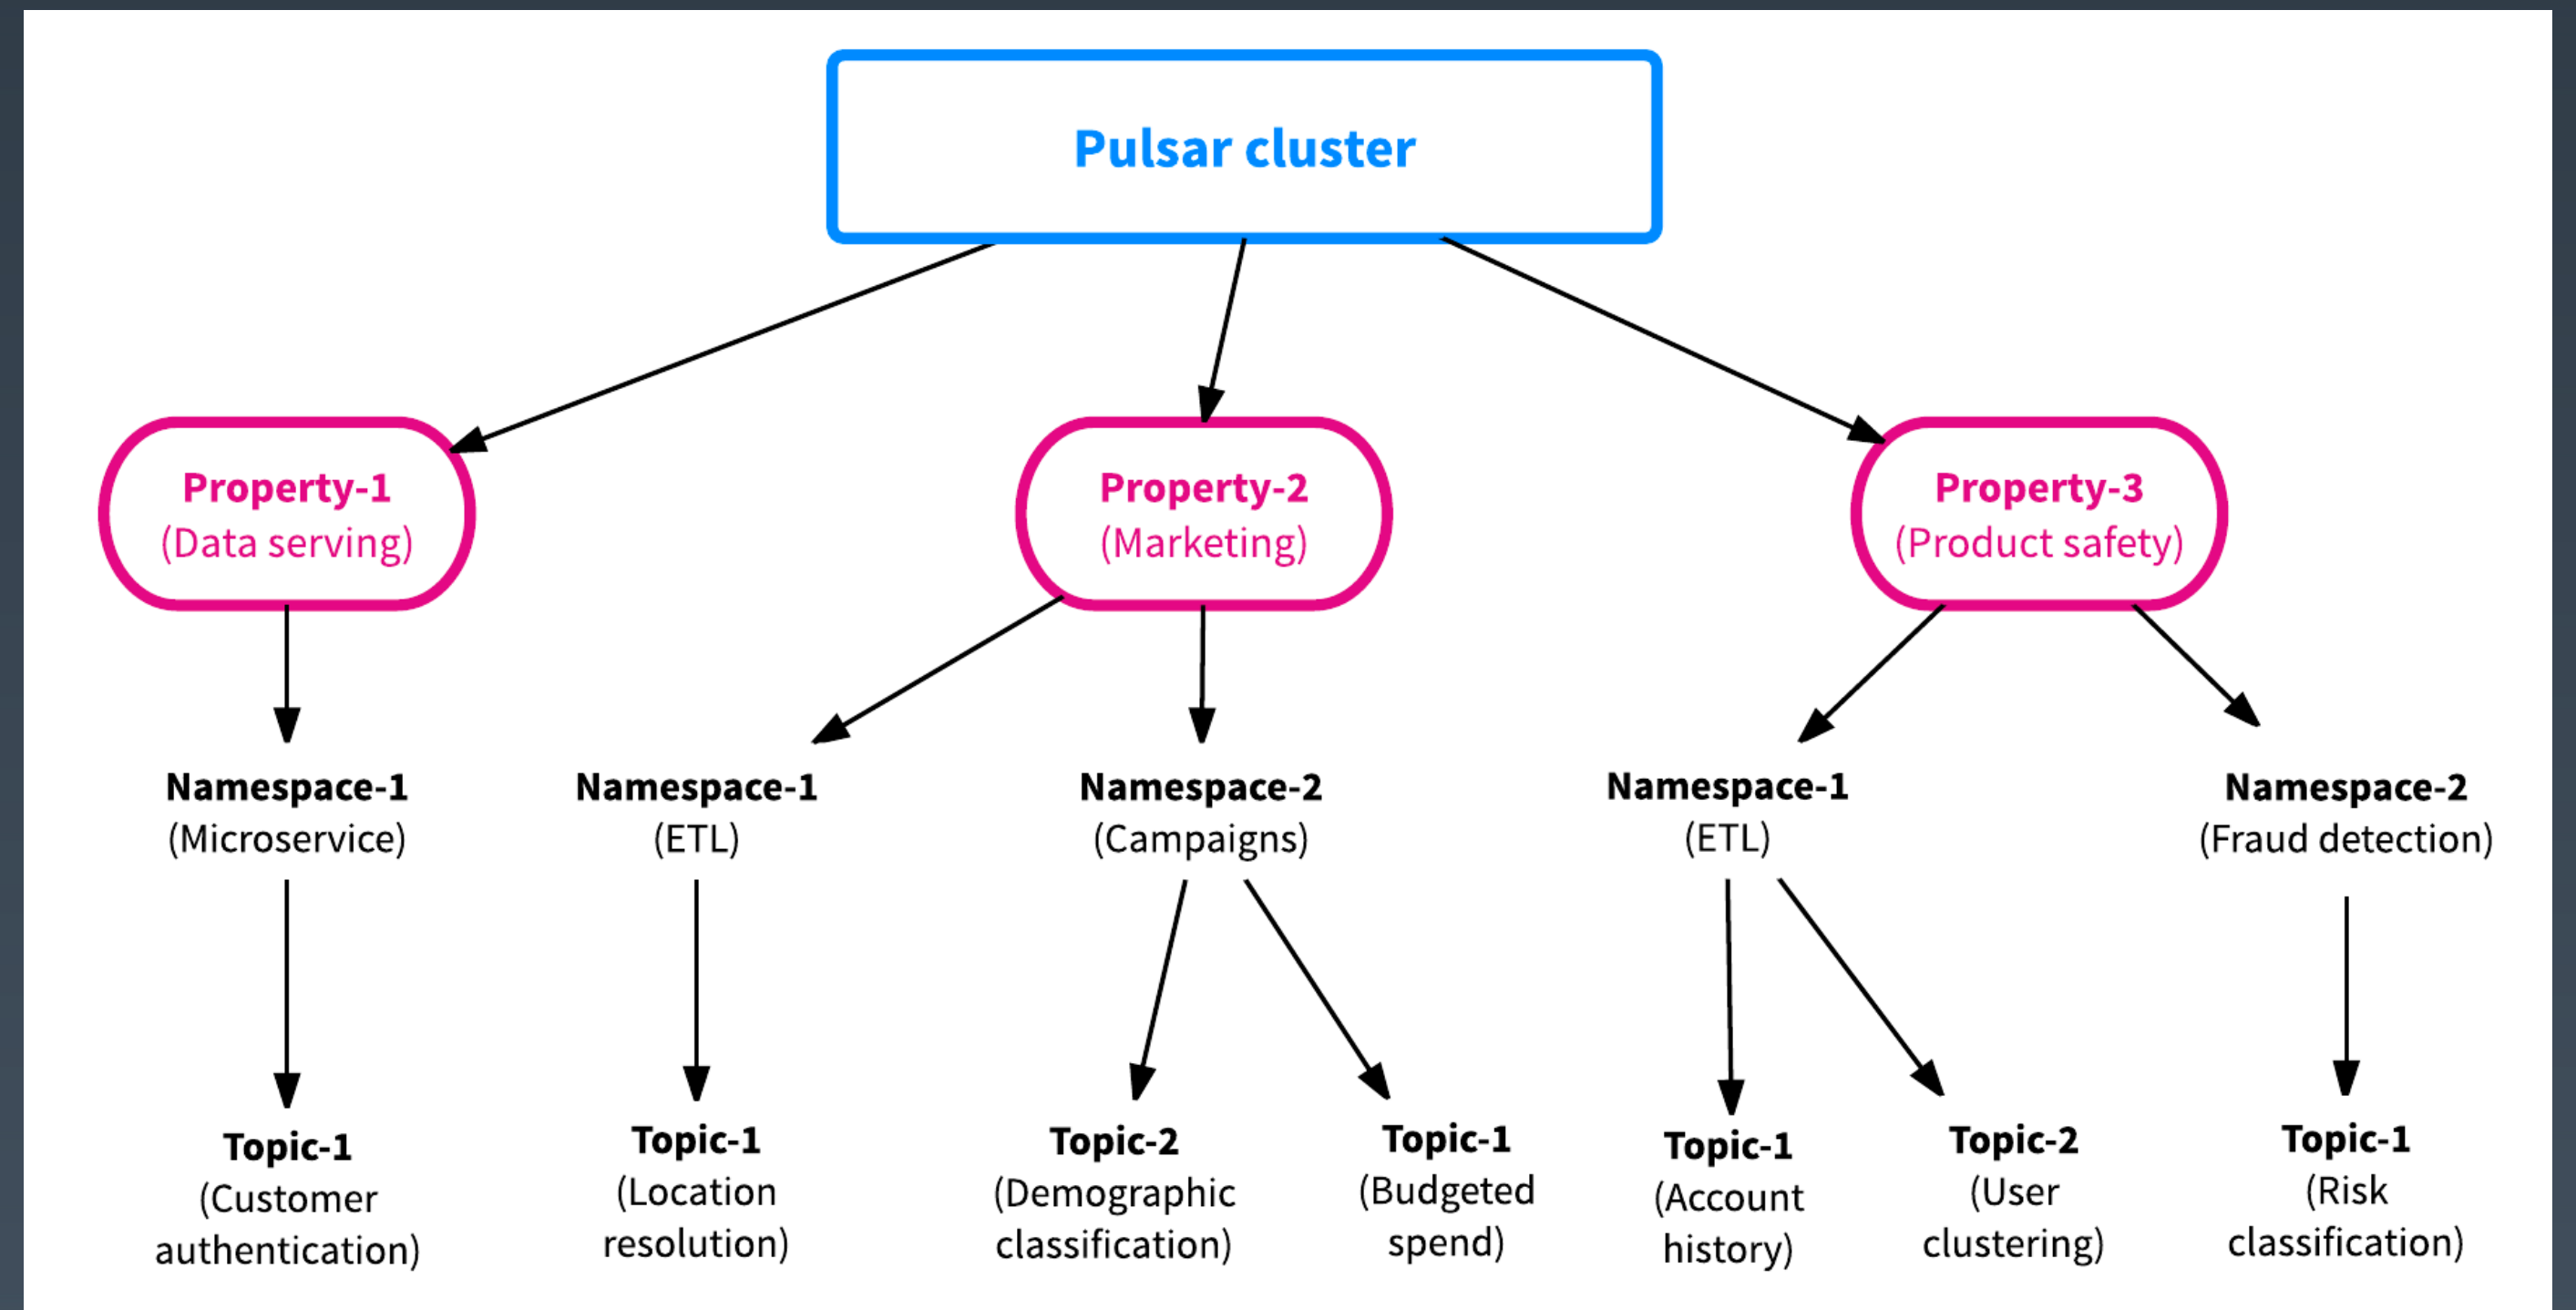 Pulsar cluster
Property-1
(Data serving)
Property-2
(Marketing)
Property-3
(Product safety)
Namespace-1
(Microservice)
Namespace-1
(ETL)
Namespace-2
(Campaigns)
Namespace-1
(ETL)
Namespace-2
(Fraud detection)
Topic-1
(Customer
authentication)
Topic-1
(Location
resolution)
Topic-2
(Demographic
classification)
Topic-1
(Budgeted
spend)
Topic-1
(Account
history)
Topic-2
(User
clustering)
Topic-1
(Risk
classification)